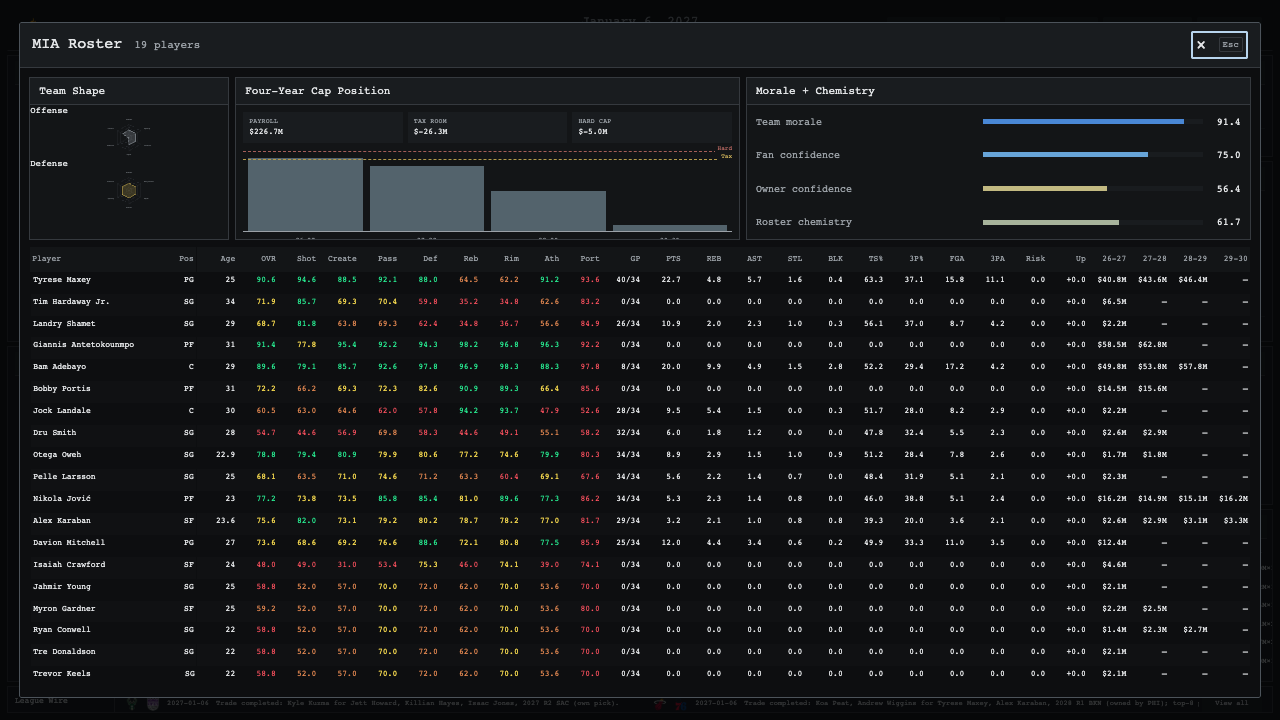 January 6, 2027
MIA Roster 19 players
× Esc
Team Shape
Offense
Defense
Four-Year Cap Position
PAYROLL
$226.7M
TAX ROOM
$-26.3M
HARD CAP
$-5.0M
Hard
Tax
Morale + Chemistry
Team morale 91.4
Fan confidence 75.0
Owner confidence 56.4
Roster chemistry 61.7
Player Pos Age OVR Shot Create Pass Def Reb Rim Ath Port GP PTS REB AST STL BLK TS% 3P% FGA 3PA Risk Up 26-27 27-28 28-29 29-30
Tyrese Maxey PG 25 90.6 94.6 88.5 92.1 88.0 64.5 62.2 91.2 93.6 40/34 22.7 4.8 5.7 1.6 0.4 63.3 37.1 15.8 11.1 0.0 +0.0 $40.8M $43.6M $46.4M —
Tim Hardaway Jr. SG 34 71.9 85.7 69.3 70.4 59.8 35.2 34.8 62.6 83.2 0/34 0.0 0.0 0.0 0.0 0.0 0.0 0.0 0.0 0.0 0.0 +0.0 $6.5M — — —
Landry Shamet SG 29 68.7 81.8 63.8 69.3 62.4 34.8 36.7 56.6 84.9 26/34 10.9 2.0 2.3 1.0 0.3 56.1 37.0 8.7 4.2 0.0 +0.0 $2.2M — — —
Giannis Antetokounmpo PF 31 91.4 77.8 95.4 92.2 94.3 98.2 96.8 96.3 92.2 0/34 0.0 0.0 0.0 0.0 0.0 0.0 0.0 0.0 0.0 0.0 +0.0 $58.5M $62.8M — —
Bam Adebayo C 29 89.6 79.1 85.7 92.6 97.8 96.9 98.3 88.3 97.8 8/34 20.0 9.9 4.9 1.5 2.8 52.2 29.4 17.2 4.2 0.0 +0.0 $49.8M $53.8M $57.8M —
Bobby Portis PF 31 72.2 66.2 69.3 72.3 82.6 90.9 89.3 66.4 85.6 0/34 0.0 0.0 0.0 0.0 0.0 0.0 0.0 0.0 0.0 0.0 +0.0 $14.5M $15.6M — —
Jock Landale C 30 60.5 63.0 64.6 62.0 57.8 94.2 93.7 47.9 52.6 28/34 9.5 5.4 1.5 0.0 0.3 51.7 28.0 8.2 2.9 0.0 +0.0 $2.2M — — —
Dru Smith SG 28 54.7 44.6 56.9 69.8 58.3 44.6 49.1 55.1 58.2 32/34 6.0 1.8 1.2 0.0 0.0 47.8 32.4 5.5 2.3 0.0 +0.0 $2.6M $2.9M — —
Otega Oweh SG 22.9 78.8 79.4 80.9 79.9 80.6 77.2 74.6 79.9 80.3 34/34 8.9 2.9 1.5 1.0 0.9 51.2 28.4 7.8 2.6 0.0 +0.0 $1.7M $1.8M — —
Pelle Larsson SG 25 68.1 63.5 71.0 74.6 71.2 63.3 60.4 69.1 67.6 34/34 5.6 2.2 1.4 0.7 0.0 48.4 31.9 5.1 2.1 0.0 +0.0 $2.3M — — —
Nikola Jović PF 23 77.2 73.8 73.5 85.8 85.4 81.0 89.6 77.3 86.2 34/34 5.3 2.3 1.4 0.8 0.0 46.0 38.8 5.1 2.4 0.0 +0.0 $16.2M $14.9M $15.1M $16.2M
Alex Karaban SF 23.6 75.6 82.0 73.1 79.2 80.2 78.7 78.2 77.0 81.7 29/34 3.2 2.1 1.0 0.8 0.8 39.3 20.0 3.6 2.1 0.0 +0.0 $2.6M $2.9M $3.1M $3.3M
Davion Mitchell PG 27 73.6 68.6 69.2 76.6 88.6 72.1 80.8 77.5 85.9 25/34 12.0 4.4 3.4 0.6 0.2 49.9 33.3 11.0 3.5 0.0 +0.0 $12.4M — — —
Isaiah Crawford SF 24 48.0 49.0 31.0 53.4 75.3 46.0 74.1 39.0 74.1 0/34 0.0 0.0 0.0 0.0 0.0 0.0 0.0 0.0 0.0 0.0 +0.0 $4.6M — — —
Jahmir Young SG 25 58.8 52.0 57.0 70.0 72.0 62.0 70.0 53.6 70.0 0/34 0.0 0.0 0.0 0.0 0.0 0.0 0.0 0.0 0.0 0.0 +0.0 $2.1M — — —
Myron Gardner SF 25 59.2 52.0 57.0 70.0 72.0 62.0 70.0 53.6 80.0 0/34 0.0 0.0 0.0 0.0 0.0 0.0 0.0 0.0 0.0 0.0 +0.0 $2.2M $2.5M — —
Ryan Conwell SG 22 58.8 52.0 57.0 70.0 72.0 62.0 70.0 53.6 70.0 0/34 0.0 0.0 0.0 0.0 0.0 0.0 0.0 0.0 0.0 0.0 +0.0 $1.4M $2.3M $2.7M —
Tre Donaldson SG 22 58.8 52.0 57.0 70.0 72.0 62.0 70.0 53.6 70.0 0/34 0.0 0.0 0.0 0.0 0.0 0.0 0.0 0.0 0.0 0.0 +0.0 $2.1M — — —
Trevor Keels SG 22 58.8 52.0 57.0 70.0 72.0 62.0 70.0 53.6 70.0 0/34 0.0 0.0 0.0 0.0 0.0 0.0 0.0 0.0 0.0 0.0 +0.0 $2.1M — — —
League Wire 2027-01-06 Trade completed: Kyle Kuzma for Jett Howard, Killian Hayes, Isaac Jones, 2027 R1 SAC (own pick). 2027-01-06 Trade completed: Koa Peat, Andrew Wiggins for Tyrese Maxey, Alex Karaban, 2028 R1 BKN (owned by PHI); top-8 View all